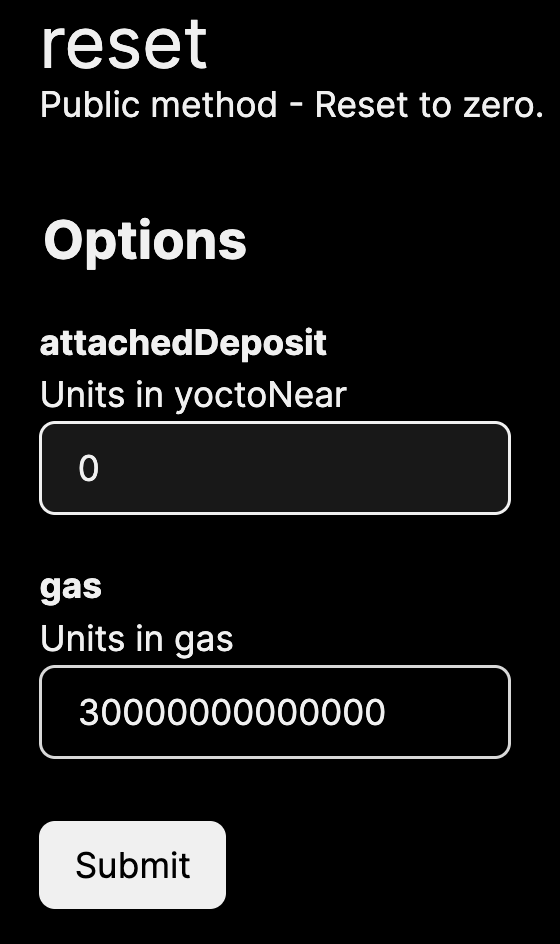 reset
Public method - Reset to zero.
Options
attachedDeposit
Units in yoctoNear
0
gas
Units in gas
30000000000000
Submit